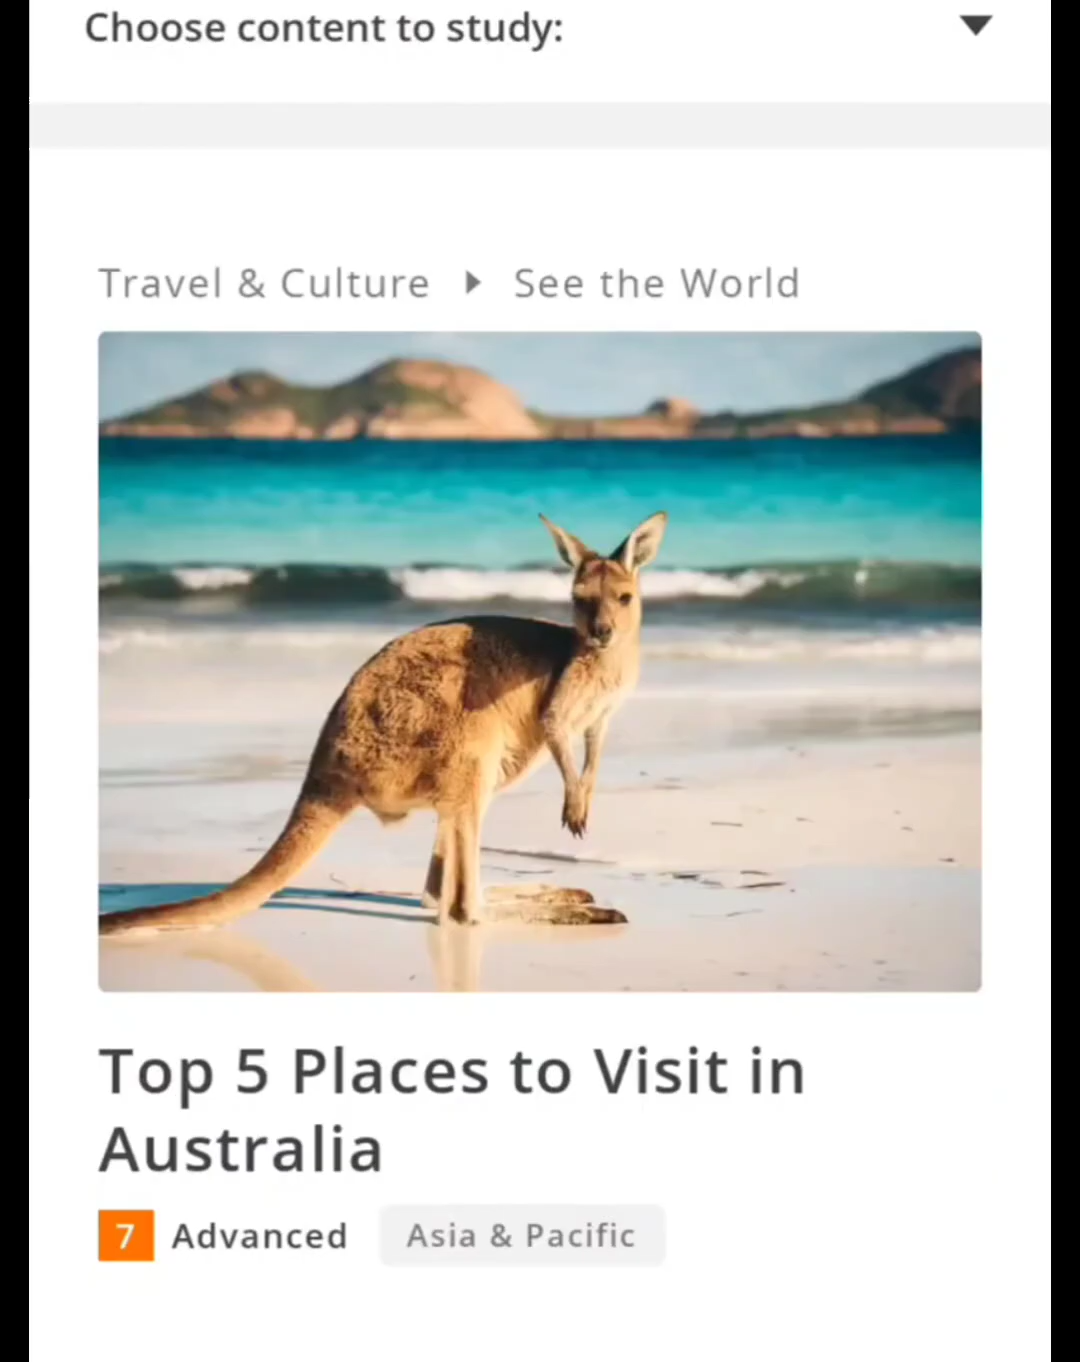 Choose content to study:
Travel & Culture See the World
Top 5 Places to Visit in
Australia
7 Advanced Asia & Pacific